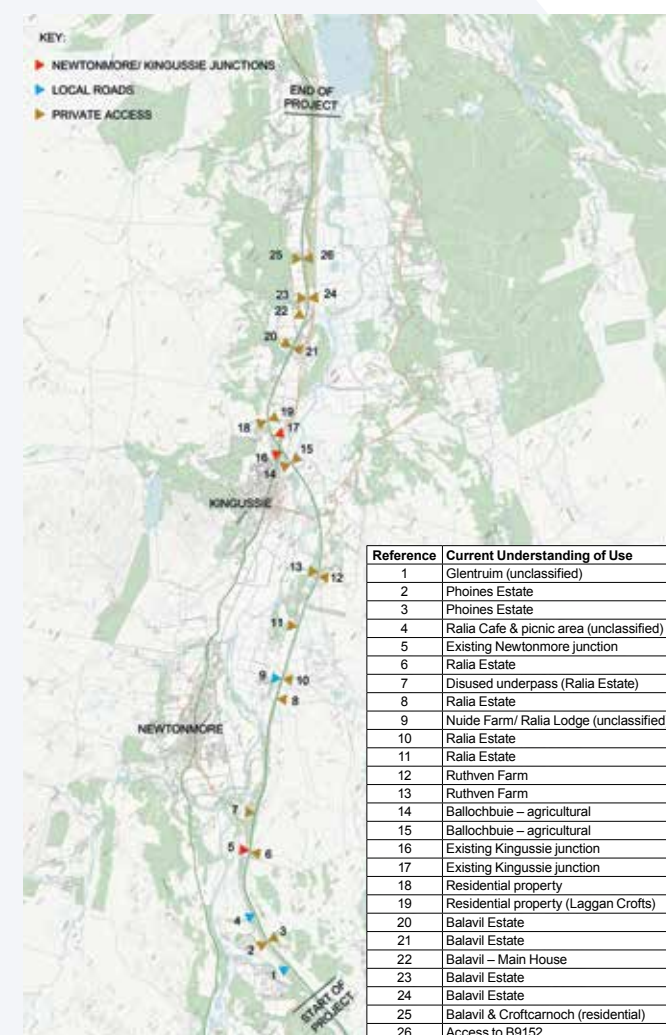 KEY:
NEWTONMORE/ KINGUSSIE JUNCTIONS
LOCAL ROADS
PRIVATE ACCESS
END OF
PROJECT
25 26
23 24
22
20
21
19
18
17
16 15
14
KINGUSSIE
13
12
11
9 10
8
NEWTONMORE
7
5 6
4
3
2
1
START OF
PROJECT
Reference Current Understanding of Use
1 Glentruim (unclassified)
2 Phoines Estate
3 Phoines Estate
4 Ralia Cafe & picnic area (unclassified)
5 Existing Newtonmore junction
6 Ralia Estate
7 Disused underpass (Ralia Estate)
8 Ralia Estate
9 Nuide Farm/ Ralia Lodge (unclassified
10 Ralia Estate
11 Ralia Estate
12 Ruthven Farm
13 Ruthven Farm
14 Ballochbuie – agricultural
15 Ballochbuie – agricultural
16 Existing Kingussie junction
17 Existing Kingussie junction
18 Residential property
19 Residential property (Laggan Crofts)
20 Balavil Estate
21 Balavil Estate
22 Balavil – Main House
23 Balavil Estate
24 Balavil Estate
25 Balavil & Croftcarnoch (residential)
26 Access to B9152